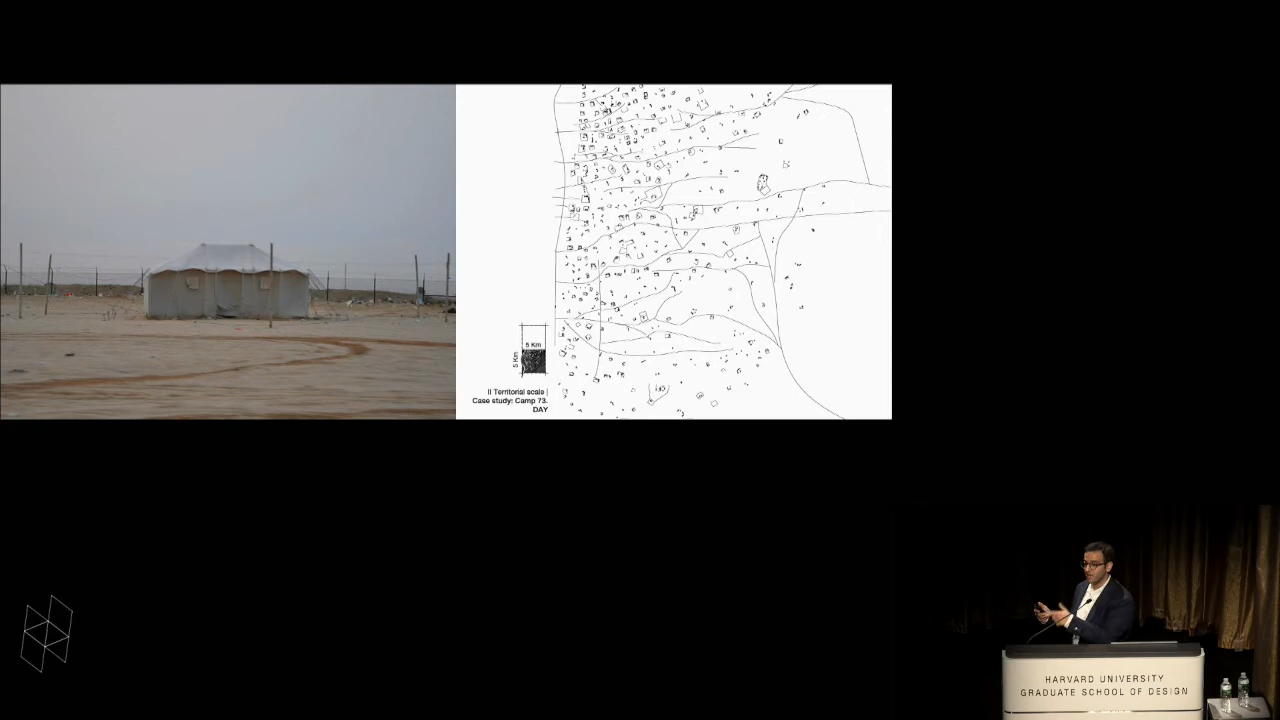 5 Km
5 Km
II Territorial scale |
Case study: Camp 73.
DAY
HARVARD UNIVERSITY
GRADUATE SCHOOL OF DESIGN